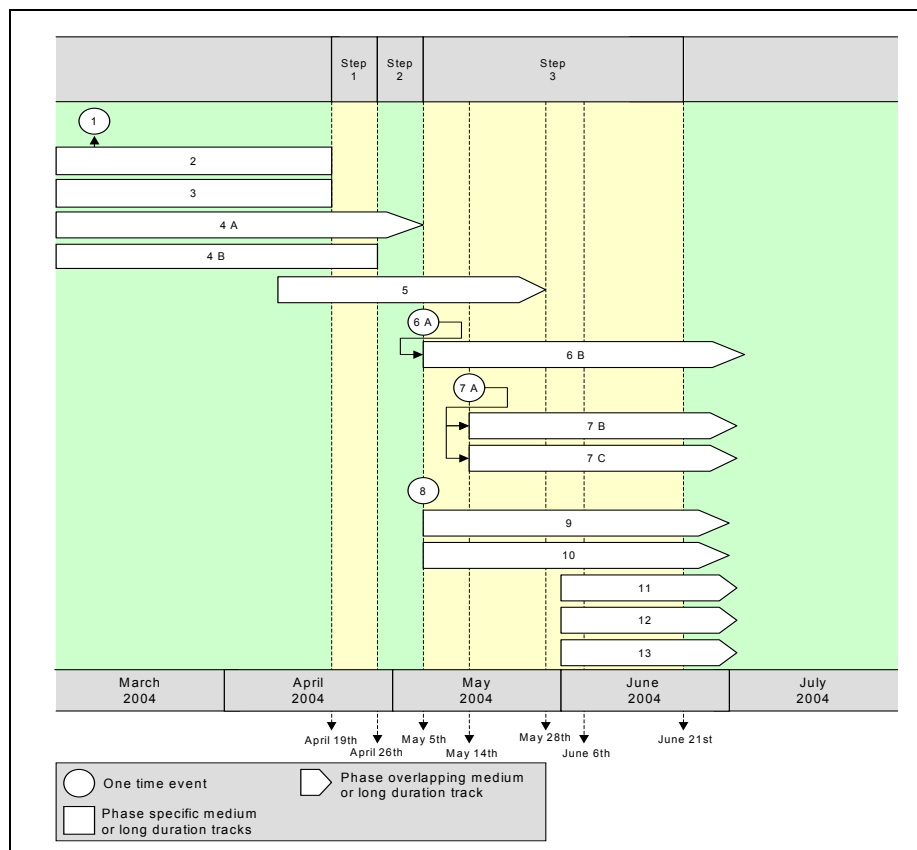 Step
1
Step
2
Step
3
1
2
3
4 A
4 B
5
6 A
6 B
7 A
7 B
7 C
8
9
10
11
12
13
March
2004
April
2004
May
2004
June
2004
July
2004
April 19th
April 26th
May 5th
May 14th
May 28th
June 6th
June 21st
One time event
Phase specific medium
or long duration tracks
Phase overlapping medium
or long duration track